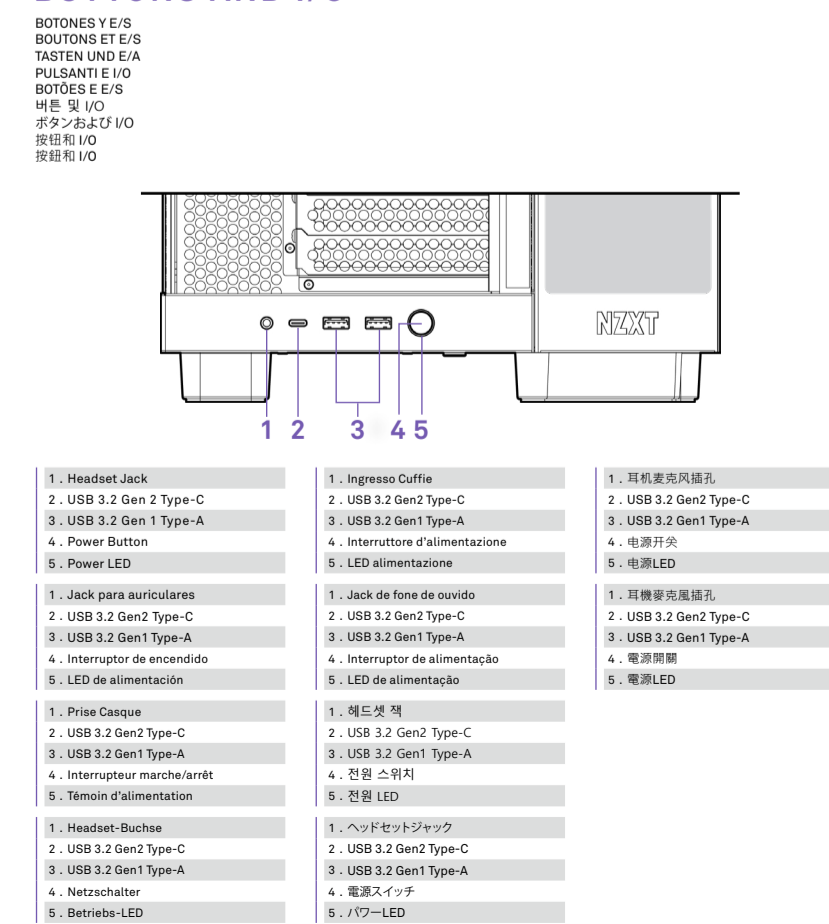 BOTONES Y E/S
BOUTONS ET E/S
TASTEN UND E/A
PULSANTI E I/O
BOTÕES E E/S
버튼 및 I/O
ボタンおよび I/O
按钮和 I/O
按鈕和 I/O
NZXT
1 2 3 4 5
1 . Headset Jack
2 . USB 3.2 Gen 2 Type-C
3 . USB 3.2 Gen 1 Type-A
4 . Power Button
5 . Power LED
1 . Jack para auriculares
2 . USB 3.2 Gen2 Type-C
3 . USB 3.2 Gen1 Type-A
4 . Interruptor de encendido
5 . LED de alimentación
1 . Prise Casque
2 . USB 3.2 Gen2 Type-C
3 . USB 3.2 Gen1 Type-A
4 . Interrupteur marche/arrêt
5 . Témoin d'alimentation
1 . Headset-Buchse
2 . USB 3.2 Gen2 Type-C
3 . USB 3.2 Gen1 Type-A
4 . Netzschalter
5 . Betriebs-LED
1 . Ingresso Cuffie
2 . USB 3.2 Gen2 Type-C
3 . USB 3.2 Gen1 Type-A
4 . Interruttore d'alimentazione
5 . LED alimentazione
1 . Jack de fone de ouvido
2 . USB 3.2 Gen2 Type-C
3 . USB 3.2 Gen1 Type-A
4 . Interruptor de alimentação
5 . LED de alimentação
1 . 헤드셋 잭
2 . USB 3.2 Gen2 Type-C
3 . USB 3.2 Gen1 Type-A
4 . 전원 스위치
5 . 전원 LED
1 . ヘッドセットジャック
2 . USB 3.2 Gen2 Type-C
3 . USB 3.2 Gen1 Type-A
4 . 電源スイッチ
5 . パワーLED
1 . 耳机麦克风插孔
2 . USB 3.2 Gen2 Type-C
3 . USB 3.2 Gen1 Type-A
4 . 电源开关
5 . 电源LED
1 . 耳機麥克風插孔
2 . USB 3.2 Gen2 Type-C
3 . USB 3.2 Gen1 Type-A
4 . 電源開關
5 . 電源LED